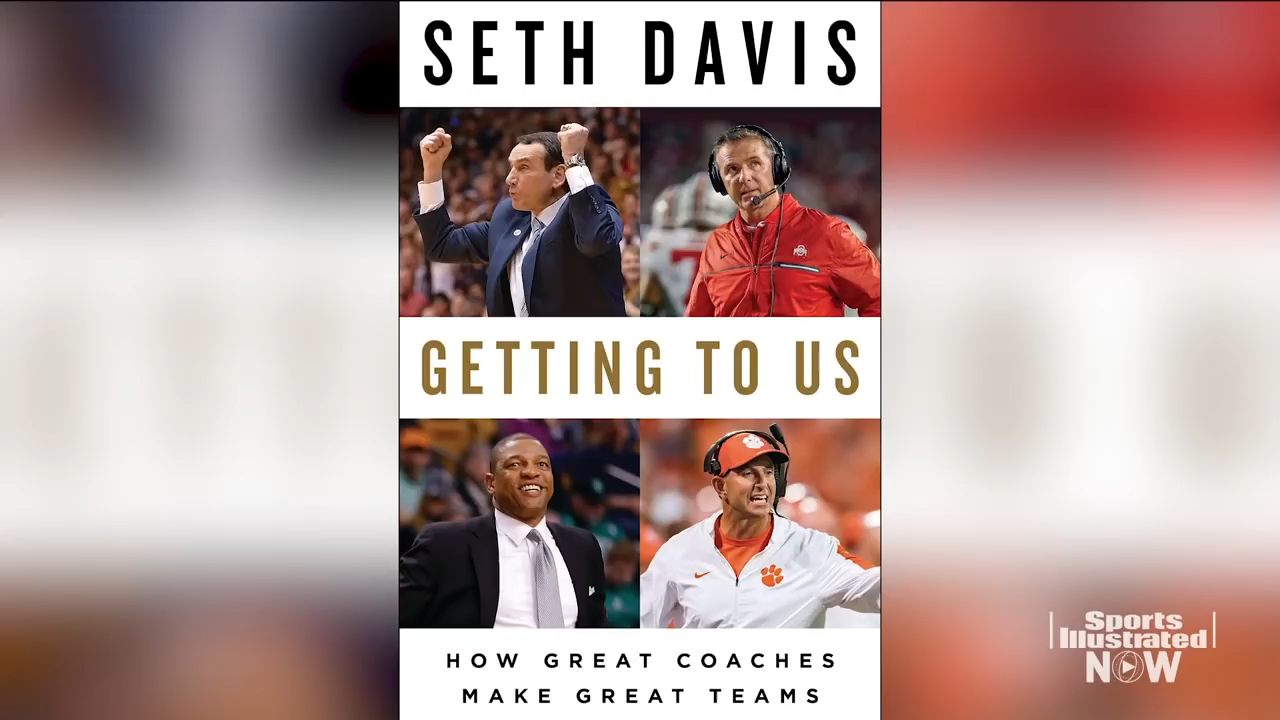 SETH DAVIS
GETTING TO US
HOW GREAT COACHES
MAKE GREAT TEAMS
Sports
Illustrated
NOW